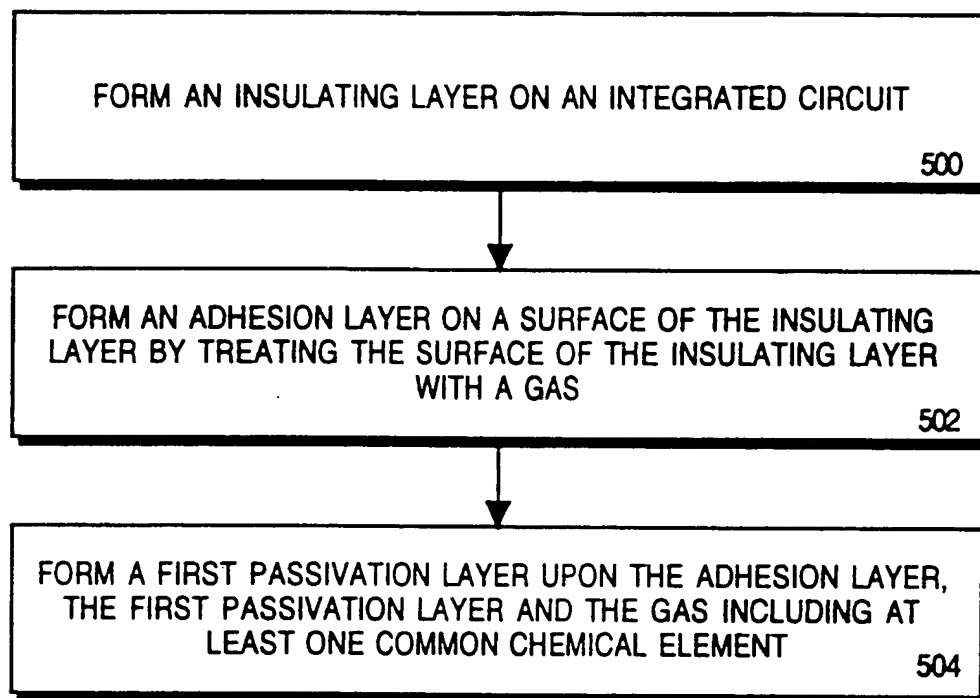 FORM AN INSULATING LAYER ON AN INTEGRATED CIRCUIT
500
FORM AN ADHESION LAYER ON A SURFACE OF THE INSULATING
LAYER BY TREATING THE SURFACE OF THE INSULATING LAYER
WITH A GAS
502
FORM A FIRST PASSIVATION LAYER UPON THE ADHESION LAYER,
THE FIRST PASSIVATION LAYER AND THE GAS INCLUDING AT
LEAST ONE COMMON CHEMICAL ELEMENT
504